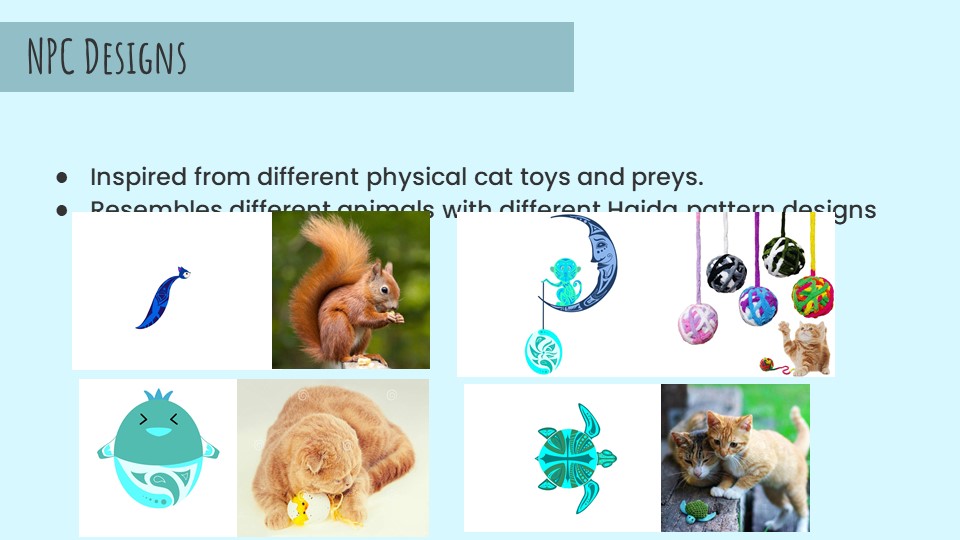 NPC Designs
● Inspired from different physical cat toys and preys.
● Resembles different animals with different Haida pattern designs